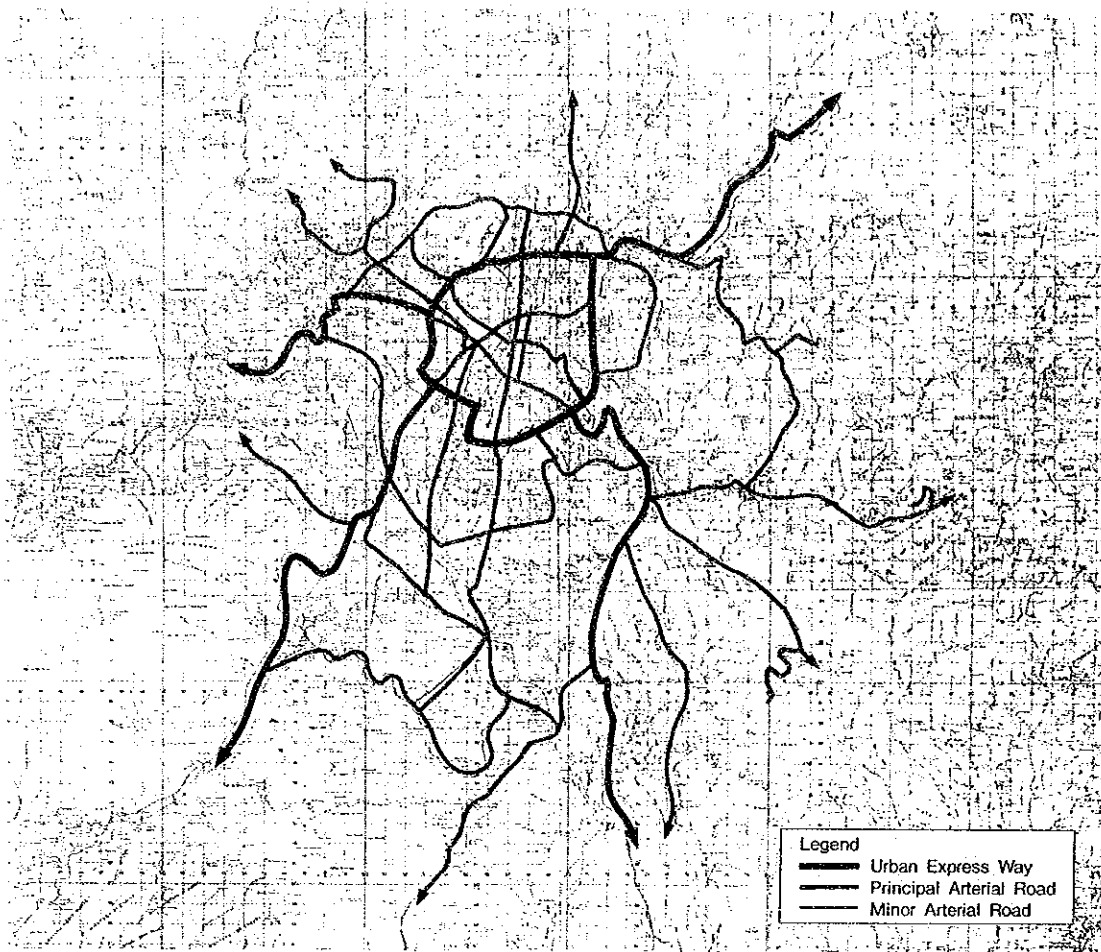 Legend
Urban Express Way
Principal Arterial Road
Minor Arterial Road